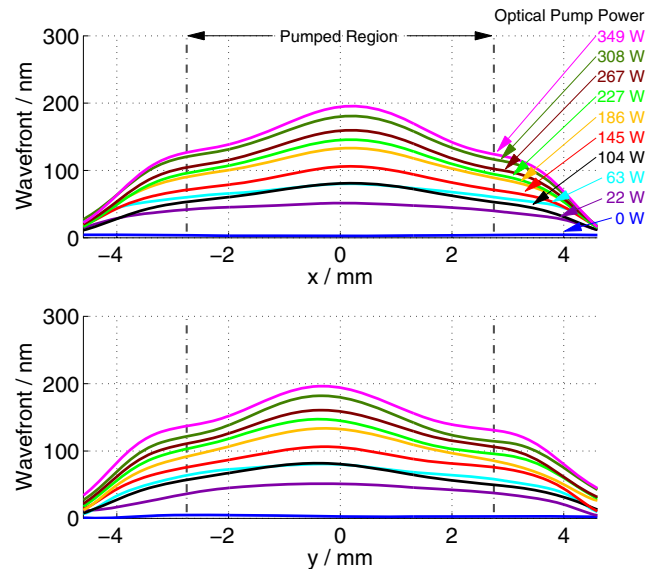 Optical Pump Power
300
Pumped Region
349 W
308 W
267 W
227 W
186 W
145 W
104 W
63 W
22 W
0 W
200
100
0
Wavefront / nm
−4
−2
0
2
4
x / mm
300
200
100
0
Wavefront / nm
−4
−2
0
2
4
y / mm